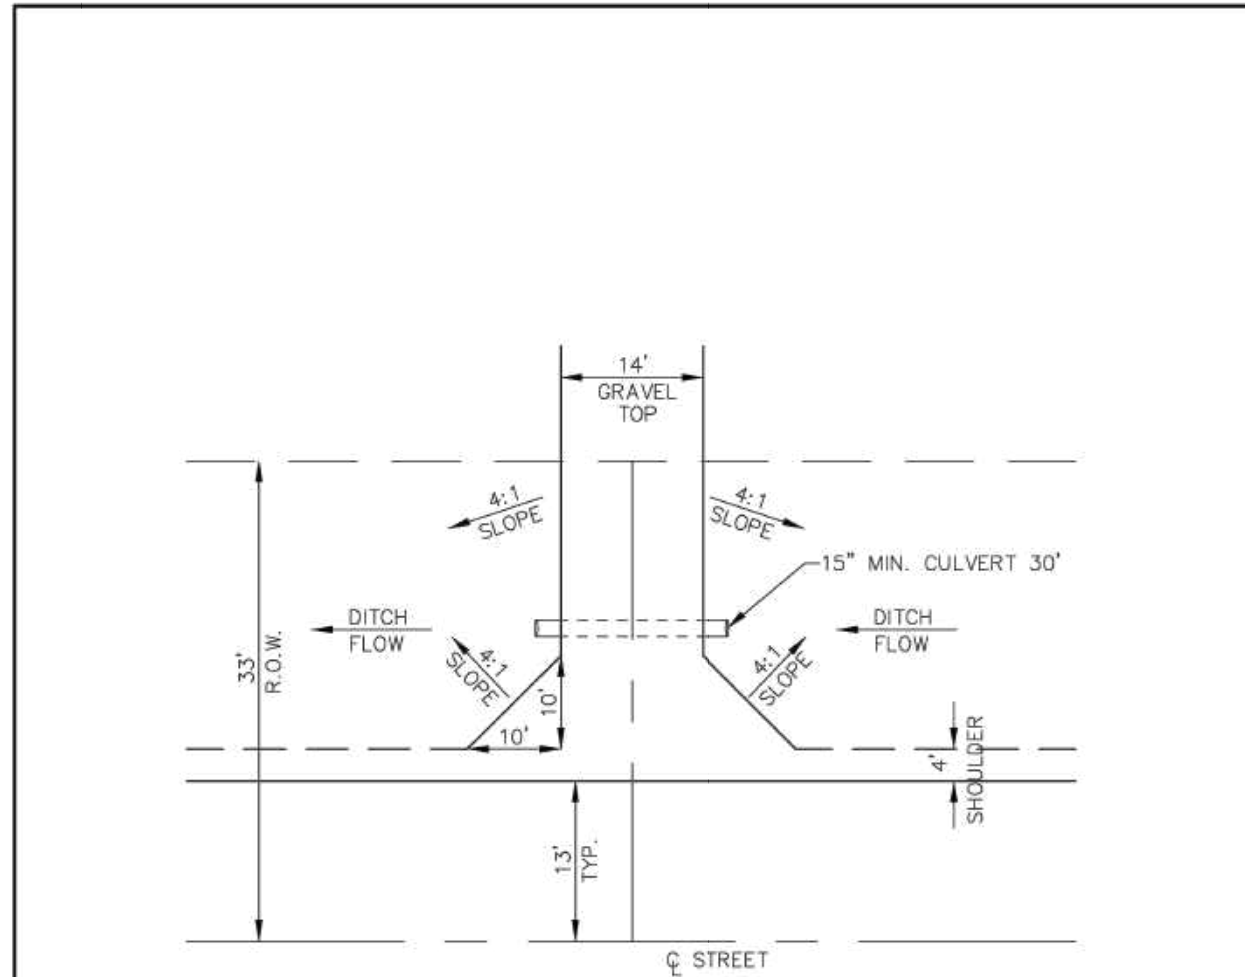 14'
GRAVEL
TOP
4:1
SLOPE
4:1
SLOPE
15" MIN. CULVERT 30'
DITCH
FLOW
DITCH
FLOW
4:1
SLOPE
4:1
SLOPE
33'
R.O.W.
10'
10'
4'
SHOULDER
13'
TYP.
℄ STREET